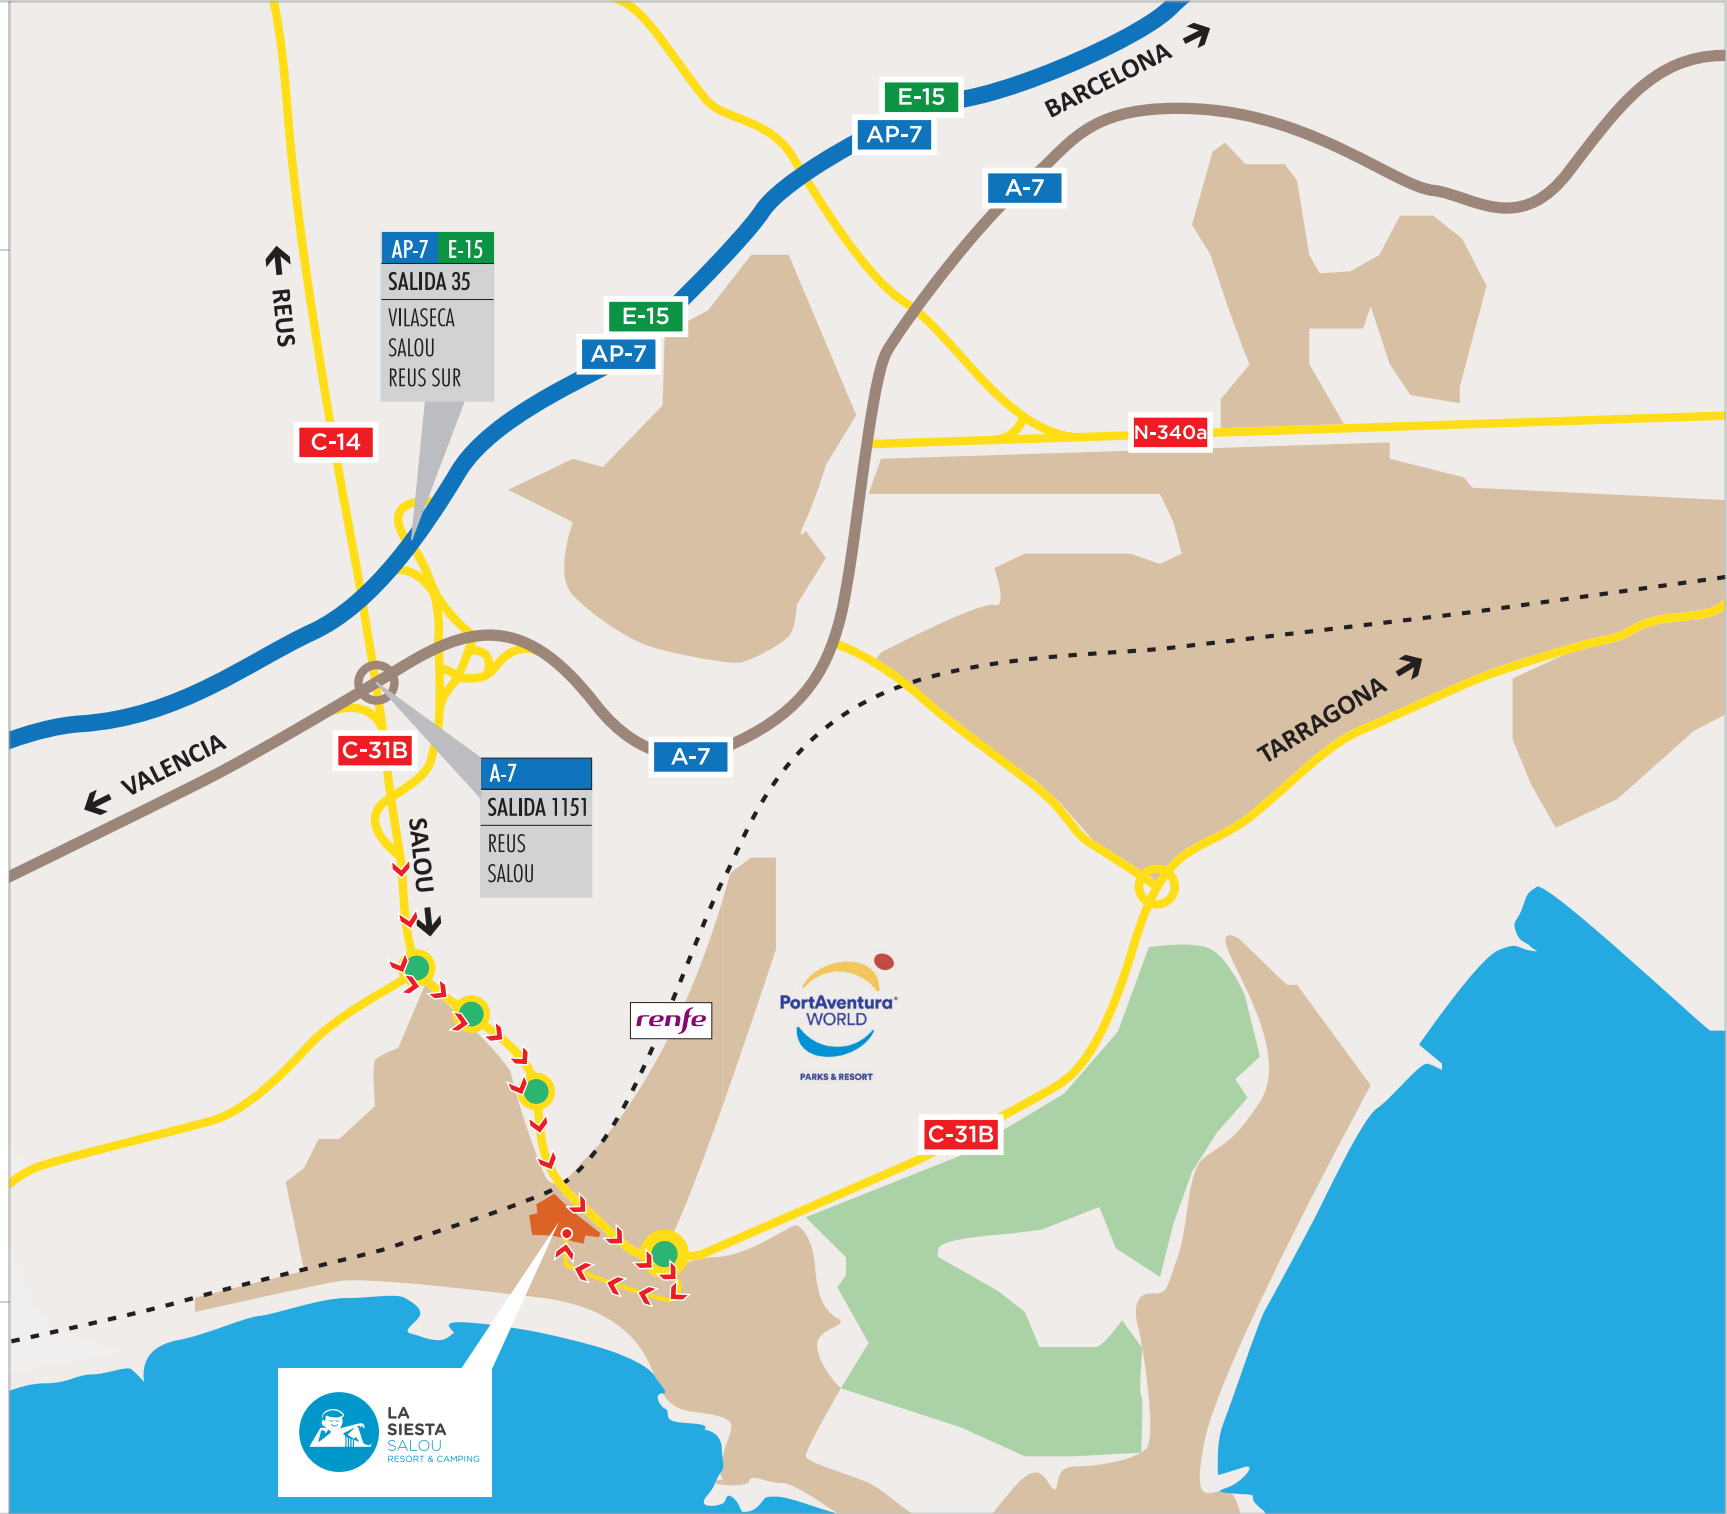 E-15
AP-7
BARCELONA
A-7
AP-7 E-15
SALIDA 35
VILASECA
SALOU
REUS SUR
REUS
E-15
AP-7
C-14
N-340a
TARRAGONA
VALENCIA
C-31B
A-7
A-7
SALIDA 1151
REUS
SALOU
SALOU
renfe
PortAventura®
WORLD
PARKS & RESORT
C-31B
LA
SIESTA
SALOU
RESORT & CAMPING